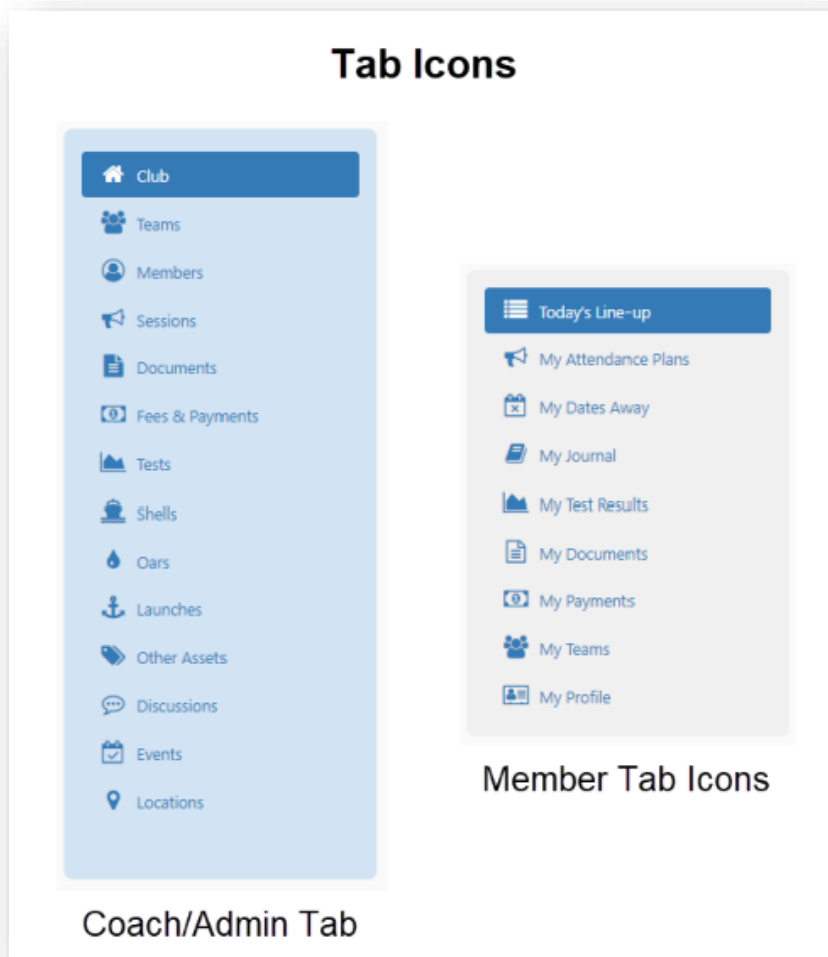 Tab Icons
Club
Teams
Members
Sessions
Documents
Fees & Payments
Tests
Shells
Oars
Launches
Other Assets
Discussions
Events
Locations
Coach/Admin Tab
Today's Line-up
My Attendance Plans
My Dates Away
My Journal
My Test Results
My Documents
My Payments
My Teams
My Profile
Member Tab Icons